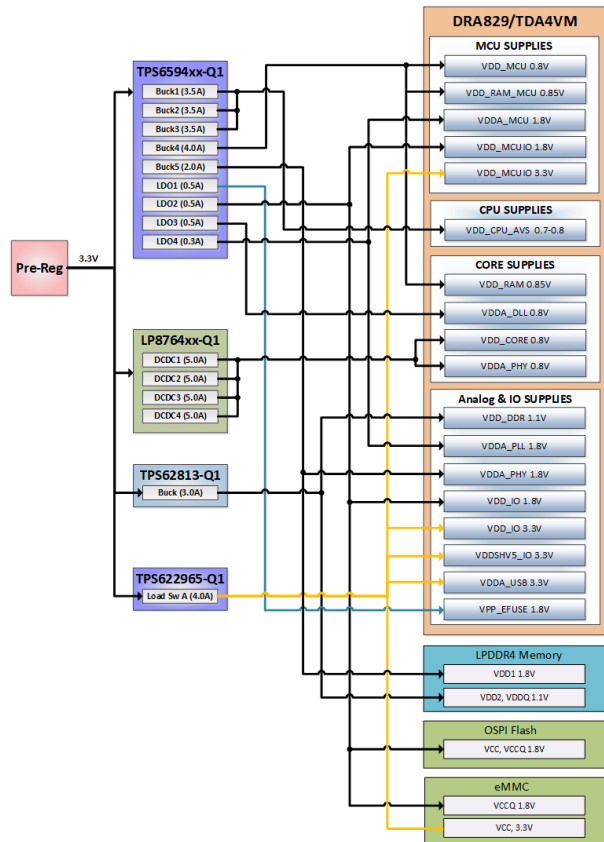 Pre-Reg
3.3V
TPS6594xx-Q1
Buck1 (3.5A)
Buck2 (3.5A)
Buck3 (3.5A)
Buck4 (4.0A)
Buck5 (2.0A)
LDO1 (0.5A)
LDO2 (0.5A)
LDO3 (0.5A)
LDO4 (0.3A)
LP8764xx-Q1
DCDC1 (5.0A)
DCDC2 (5.0A)
DCDC3 (5.0A)
DCDC4 (5.0A)
TPS62813-Q1
Buck (3.0A)
TPS622965-Q1
Load Sw A (4.0A)
DRA829/TDA4VM
MCU SUPPLIES
VDD_MCU 0.8V
VDD_RAM_MCU 0.85V
VDDA_MCU 1.8V
VDD_MCUIO 1.8V
VDD_MCUIO 3.3V
CPU SUPPLIES
VDD_CPU_AVS 0.7-0.8
CORE SUPPLIES
VDD_RAM 0.85V
VDDA_DLL 0.8V
VDD_CORE 0.8V
VDDA_PHY 0.8V
Analog & IO SUPPLIES
VDD_DDR 1.1V
VDDA_PLL 1.8V
VDDA_PHY 1.8V
VDD_IO 1.8V
VDD_IO 3.3V
VDDSHV5_IO 3.3V
VDDA_USB 3.3V
VPP_EFUSE 1.8V
LPDDR4 Memory
VDD1 1.8V
VDD2, VDDQ 1.1V
OSPI Flash
VCC, VCCQ 1.8V
eMMC
VCCQ 1.8V
VCC, 3.3V